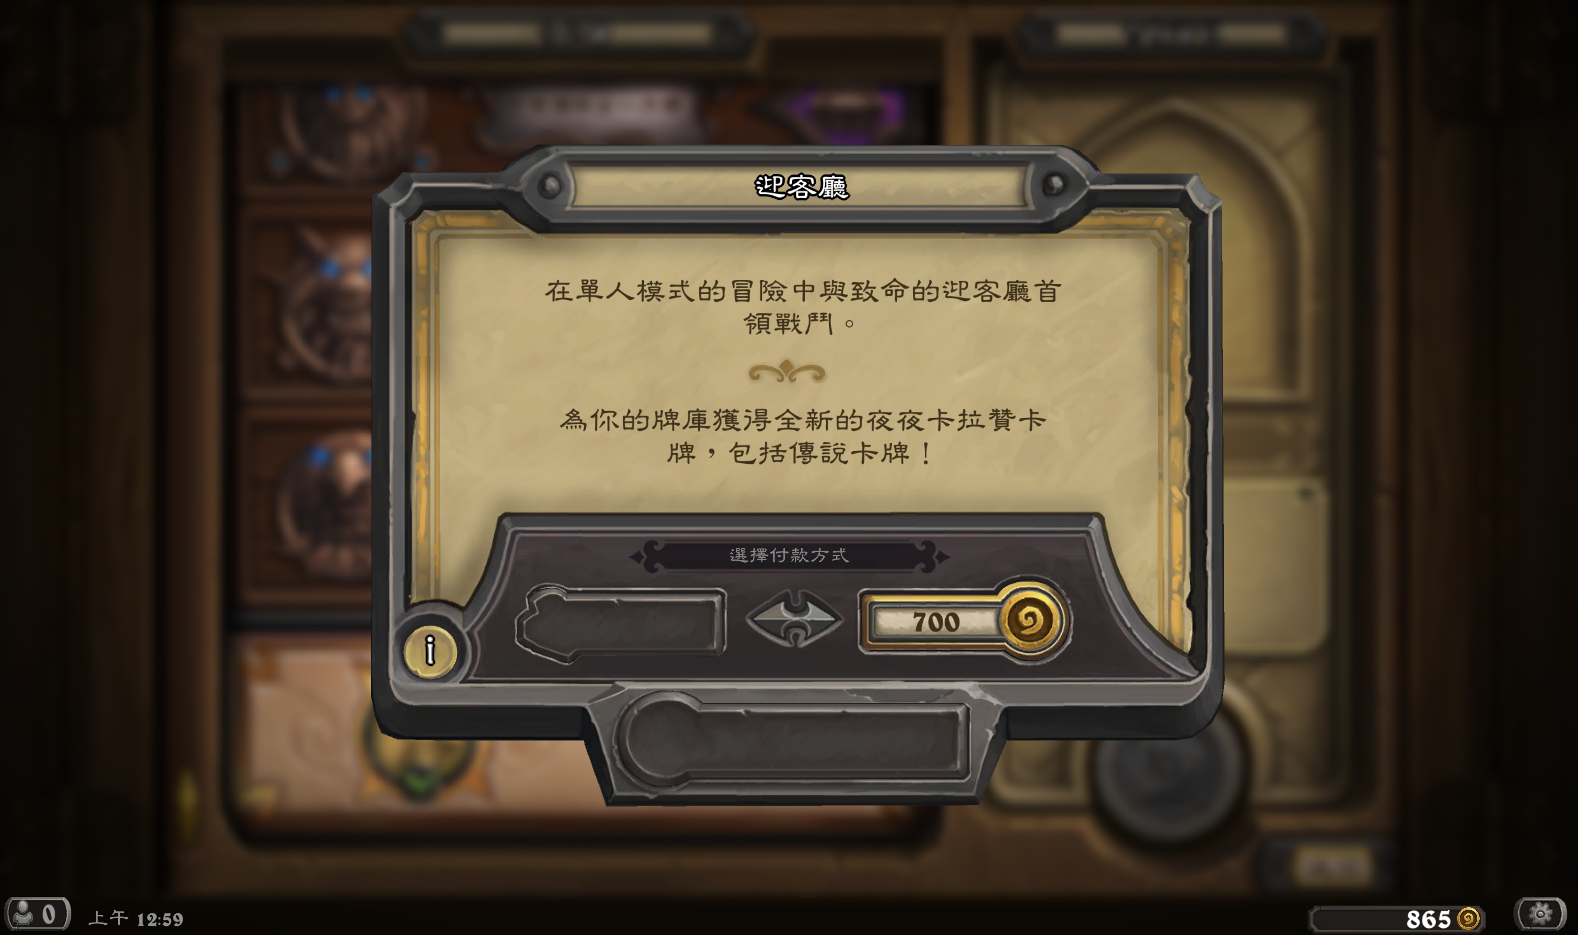 迎客廳
在單人模式的冒險中與致命的迎客廳首
領戰鬥。
為你的牌庫獲得全新的夜夜卡拉贊卡
牌，包括傳說卡牌！
選擇付款方式
700
i
0
上午 12:59
865